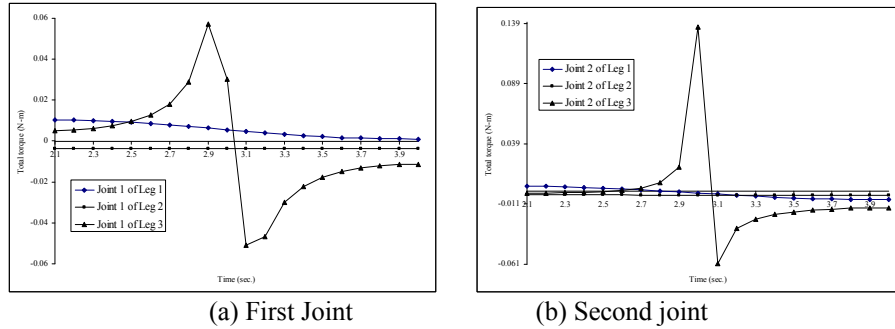 0.06
0.04
0.02
0
-0.02
-0.04
-0.06
2.1 2.3 2.5 2.7 2.9 3.1 3.3 3.5 3.7 3.9
Total torque (N-m)
Time (sec.)
Joint 1 of Leg 1
Joint 1 of Leg 2
Joint 1 of Leg 3
(a) First Joint
0.139
0.089
0.039
-0.011
-0.061
2.1 2.3 2.5 2.7 2.9 3.1 3.3 3.5 3.7 3.9
Total torque (N-m)
Time (sec.)
Joint 2 of Leg 1
Joint 2 of Leg 2
Joint 2 of Leg 3
(b) Second joint